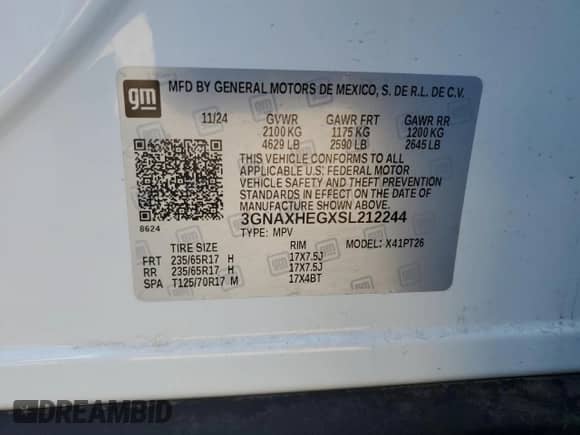 gm MFD BY GENERAL MOTORS DE MEXICO, S. DE R.L. DE C.V.
11/24 GVWR GAWR FRT GAWR RR
2100 KG 1175 KG 1200 KG
4629 LB 2590 LB 2645 LB
THIS VEHICLE CONFORMS TO ALL
APPLICABLE U.S. FEDERAL MOTOR
VEHICLE SAFETY AND THEFT PREVENTION
STANDARDS IN EFFECT ON THE DATE OF
MANUFACTURE SHOWN ABOVE.
3GNAXHEGXSL212244
8624
TYPE: MPV MODEL: X41PT26
TIRE SIZE RIM
FRT 235/65R17 H 17X7.5J
RR 235/65R17 H 17X7.5J
SPA T125/70R17 M 17X4BT
DREAMBID